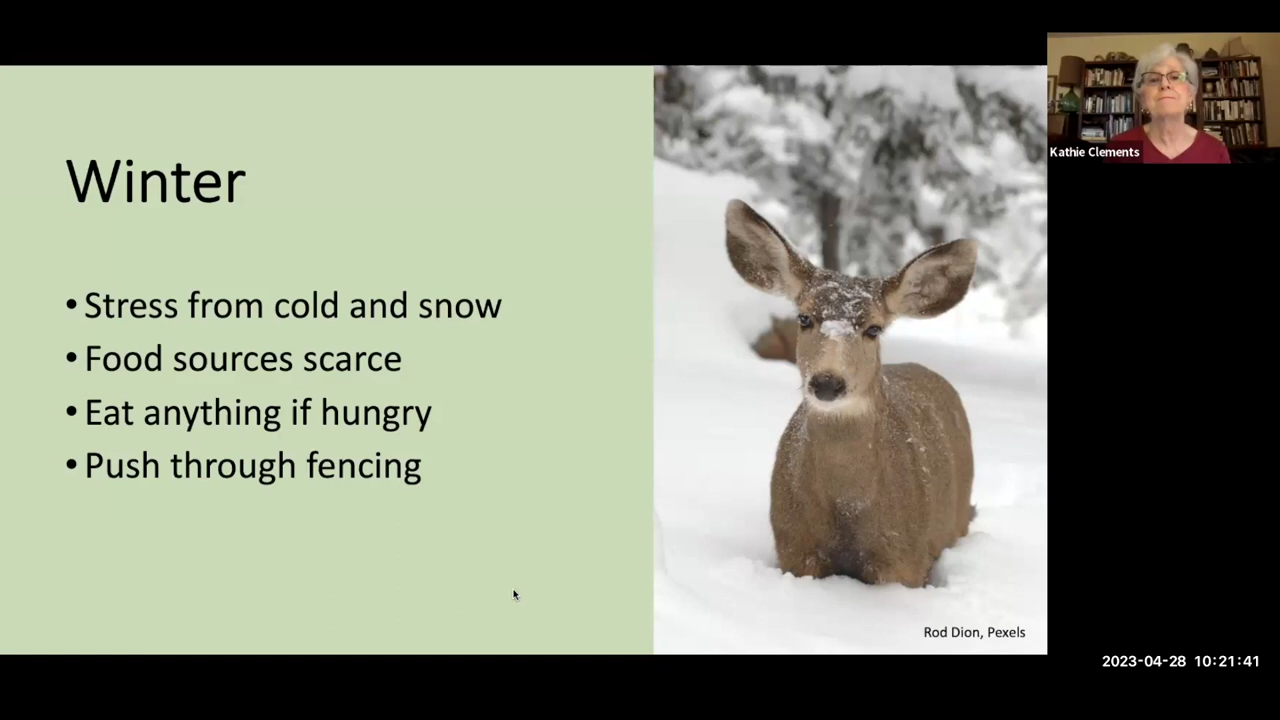 Winter
• Stress from cold and snow
• Food sources scarce
• Eat anything if hungry
• Push through fencing
Rod Dion, Pexels
Kathie Clements
2023-04-28 10:21:41